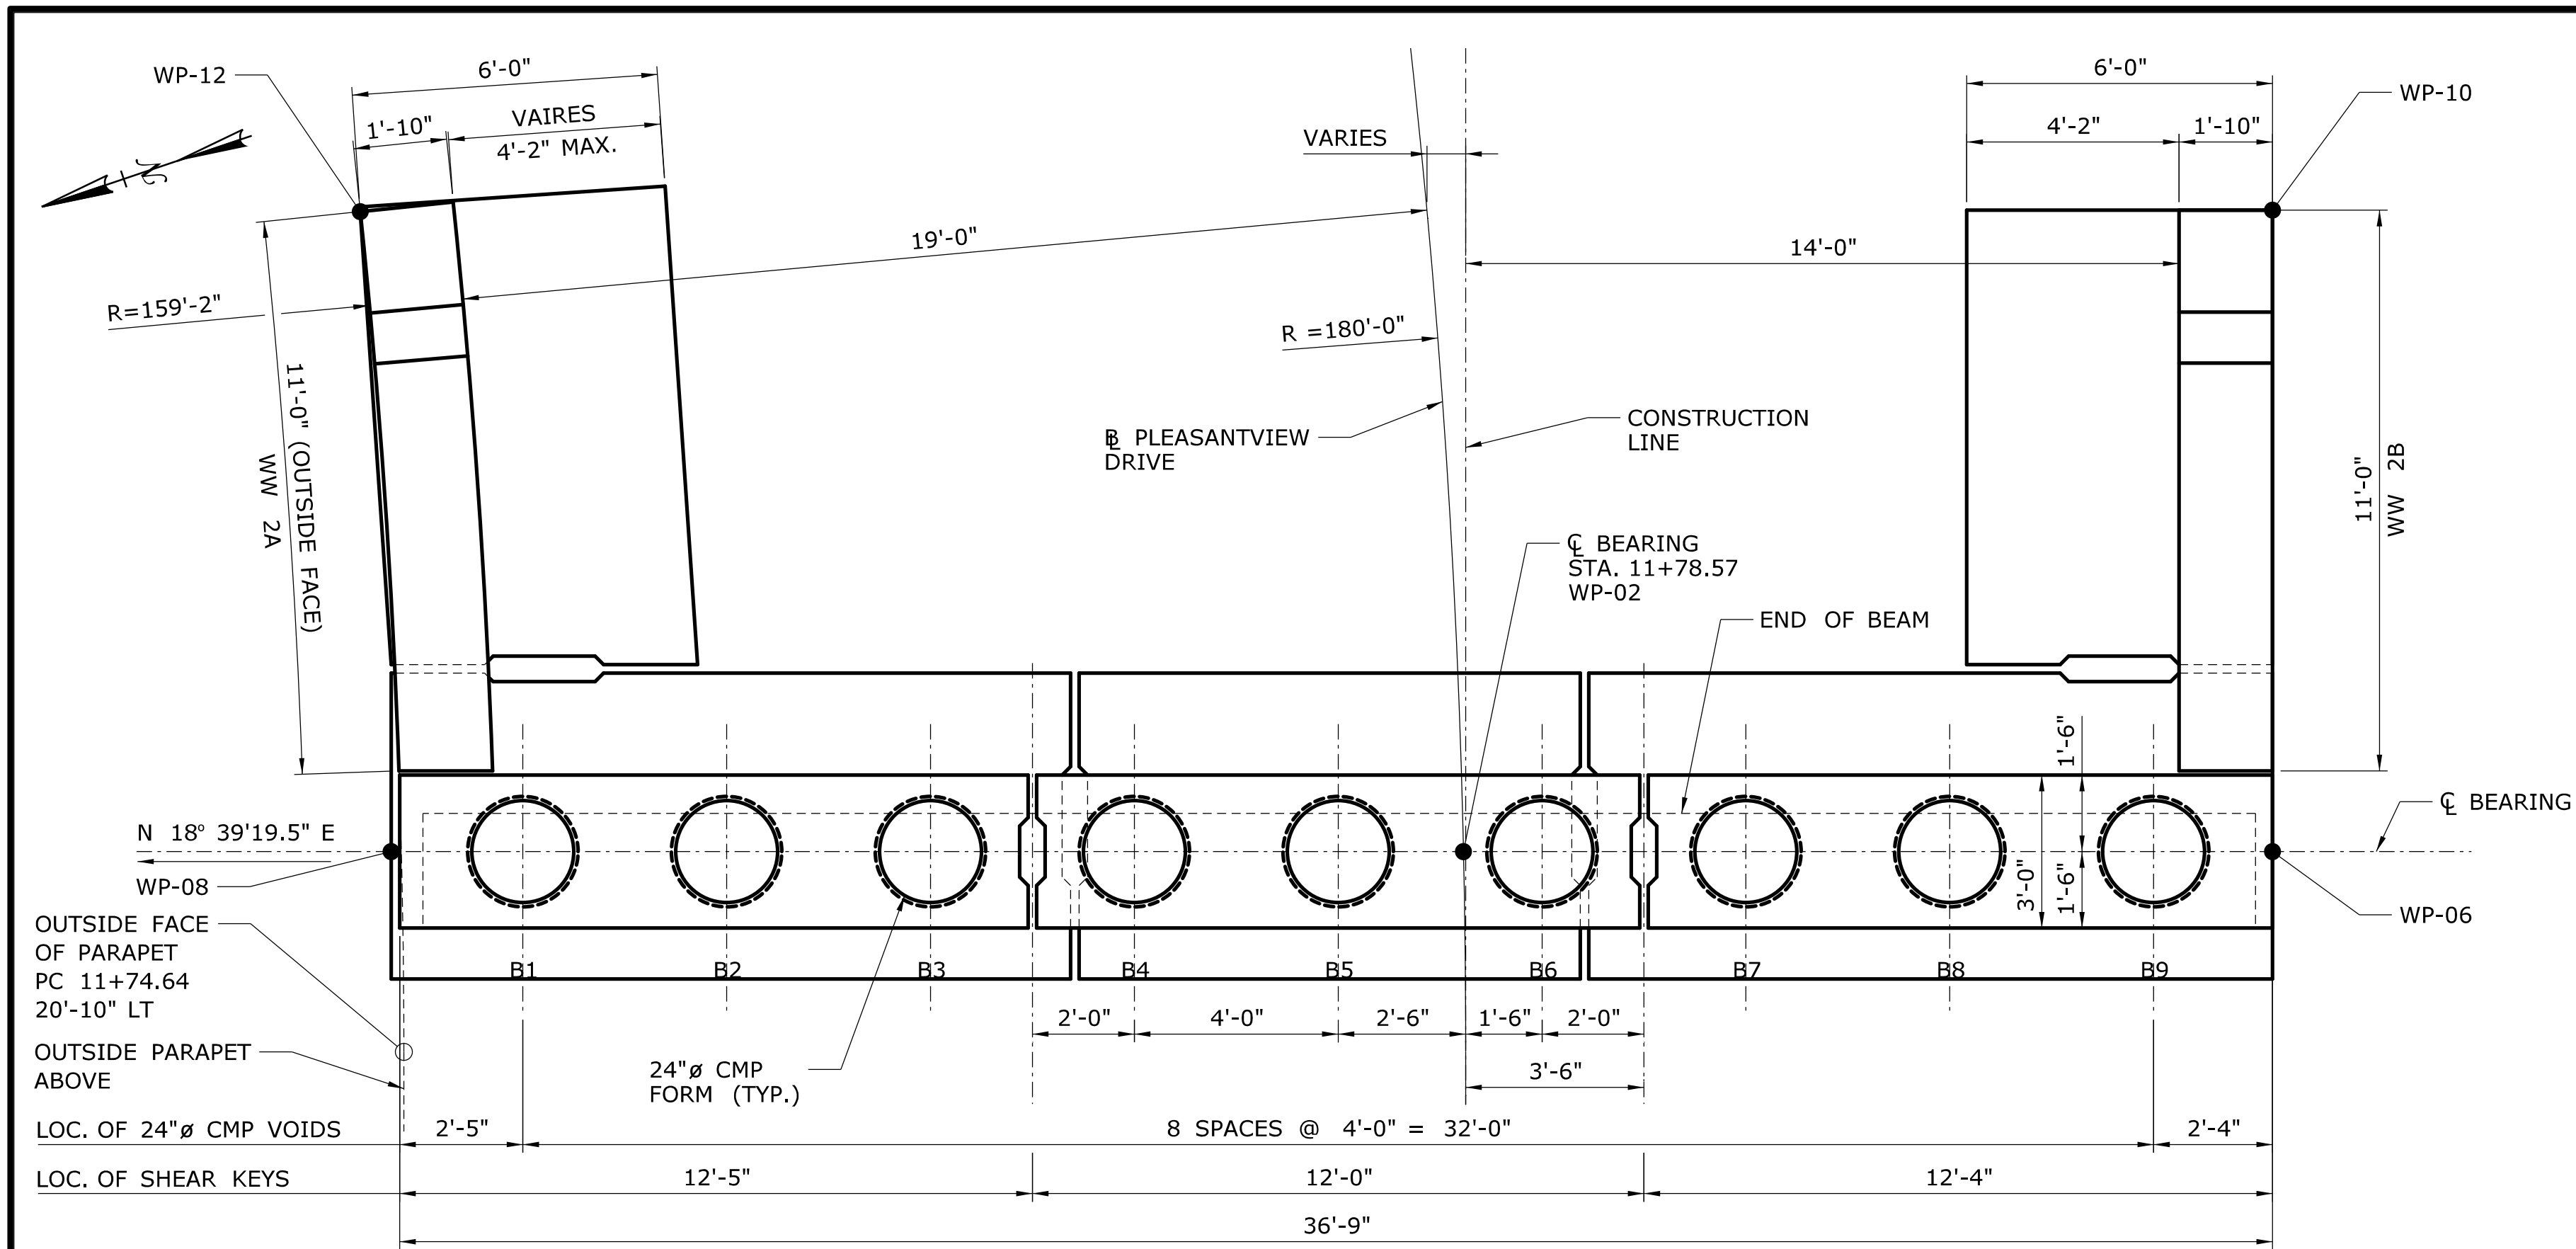 WP-12
6'-0"
1'-10"
VAIRES
4'-2" MAX.
VARIES
6'-0"
4'-2"
1'-10"
WP-10
19'-0"
14'-0"
R=159'-2"
R =180'-0"
11'-0" (OUTSIDE FACE)
WW 2A
℄ PLEASANTVIEW
DRIVE
CONSTRUCTION
LINE
11'-0"
WW 2B
℄ BEARING
STA. 11+78.57
WP-02
END OF BEAM
1'-6"
3'-0"
1'-6"
℄ BEARING
N 18° 39'19.5" E
WP-08
WP-06
OUTSIDE FACE
OF PARAPET
PC 11+74.64
20'-10" LT
OUTSIDE PARAPET
ABOVE
B1 B2 B3 B4 B5 B6 B7 B8 B9
2'-0" 4'-0" 2'-6" 1'-6" 2'-0"
3'-6"
24"ø CMP
FORM (TYP.)
LOC. OF 24"ø CMP VOIDS 2'-5" 8 SPACES @ 4'-0" = 32'-0" 2'-4"
LOC. OF SHEAR KEYS 12'-5" 12'-0" 12'-4"
36'-9"